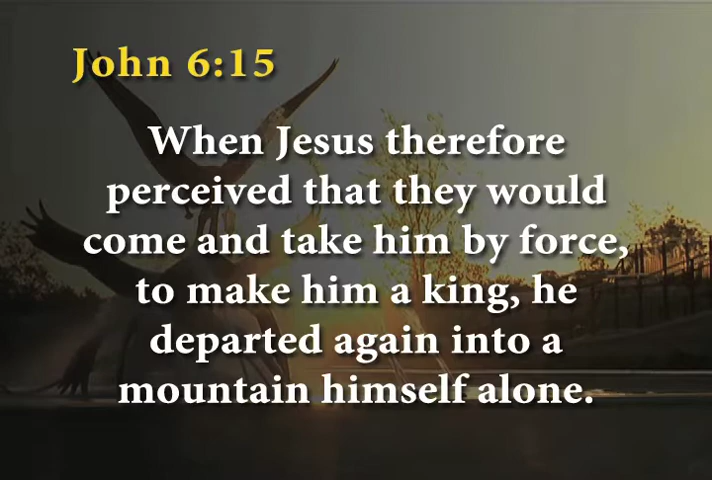 John 6:15
When Jesus therefore
perceived that they would
come and take him by force,
to make him a king, he
departed again into a
mountain himself alone.